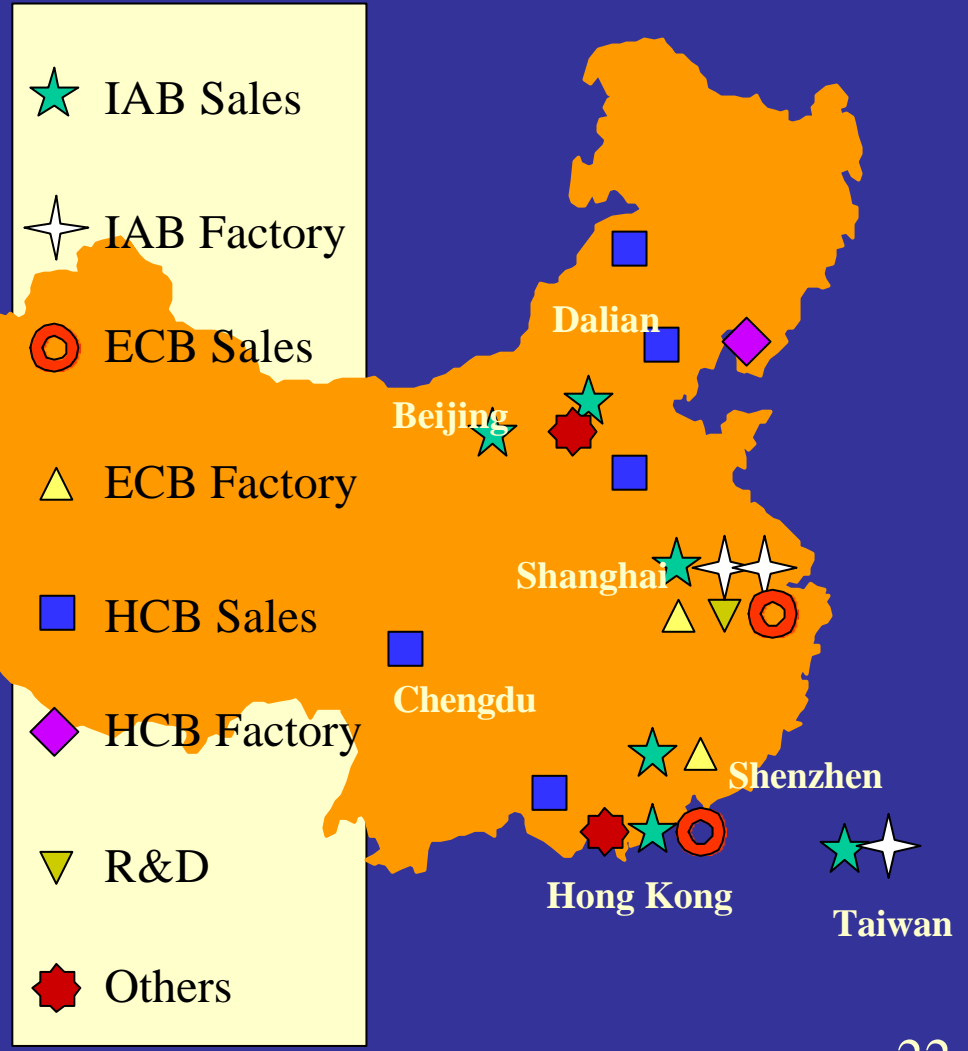 IAB Sales
IAB Factory
ECB Sales
ECB Factory
HCB Sales
HCB Factory
R&D
Others
Dalian
Beijing
Shanghai
Chengdu
Shenzhen
Hong Kong
Taiwan